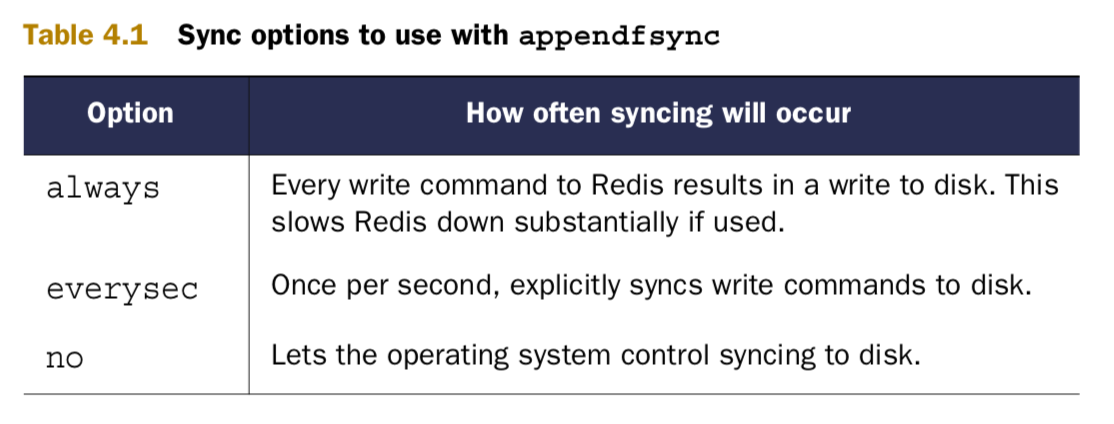 Table 4.1 Sync options to use with appendfsync
Option How often syncing will occur
always Every write command to Redis results in a write to disk. This
slows Redis down substantially if used.
everysec Once per second, explicitly syncs write commands to disk.
no Lets the operating system control syncing to disk.